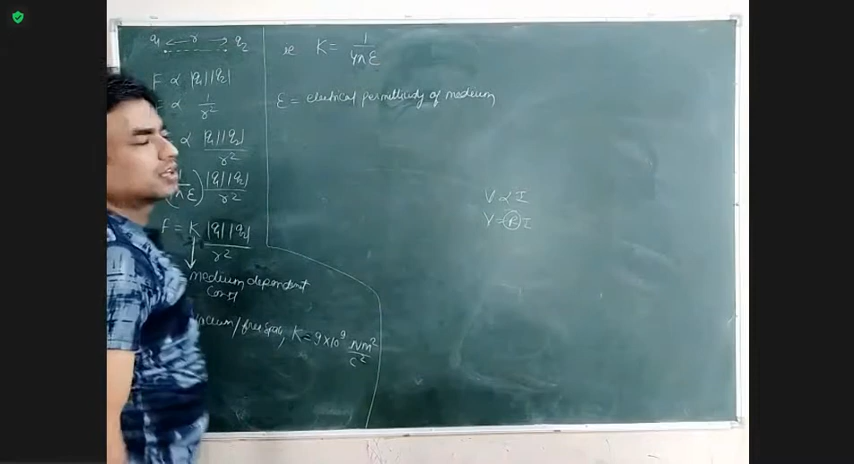 q₁ r q₂
F ∝ |q₁||q₂|
∝ 1/r²
∝ |q₁||q₂|/r²
(1/4πε) |q₁||q₂|/r²
F = K |q₁||q₂|/r²
medium dependent
const
/free space, K = 9×10⁹ Nm²/C²
ie K = 1/4πε
ε = electrical permittivity of medium
V ∝ I
V = R I